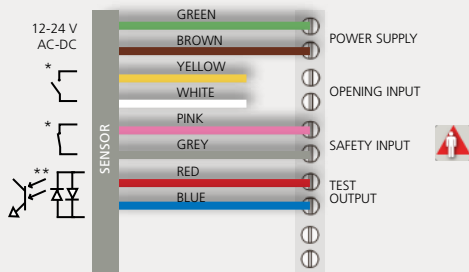 12-24 V
AC-DC
*
*
**
SENSOR
GREEN
BROWN
YELLOW
WHITE
PINK
GREY
RED
BLUE
POWER SUPPLY
OPENING INPUT
SAFETY INPUT
TEST
OUTPUT